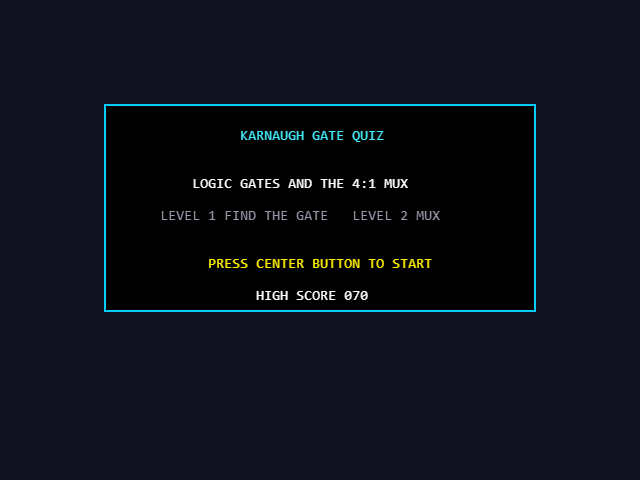 KARNAUGH GATE QUIZ
LOGIC GATES AND THE 4:1 MUX
LEVEL 1 FIND THE GATE   LEVEL 2 MUX
PRESS CENTER BUTTON TO START
HIGH SCORE 070